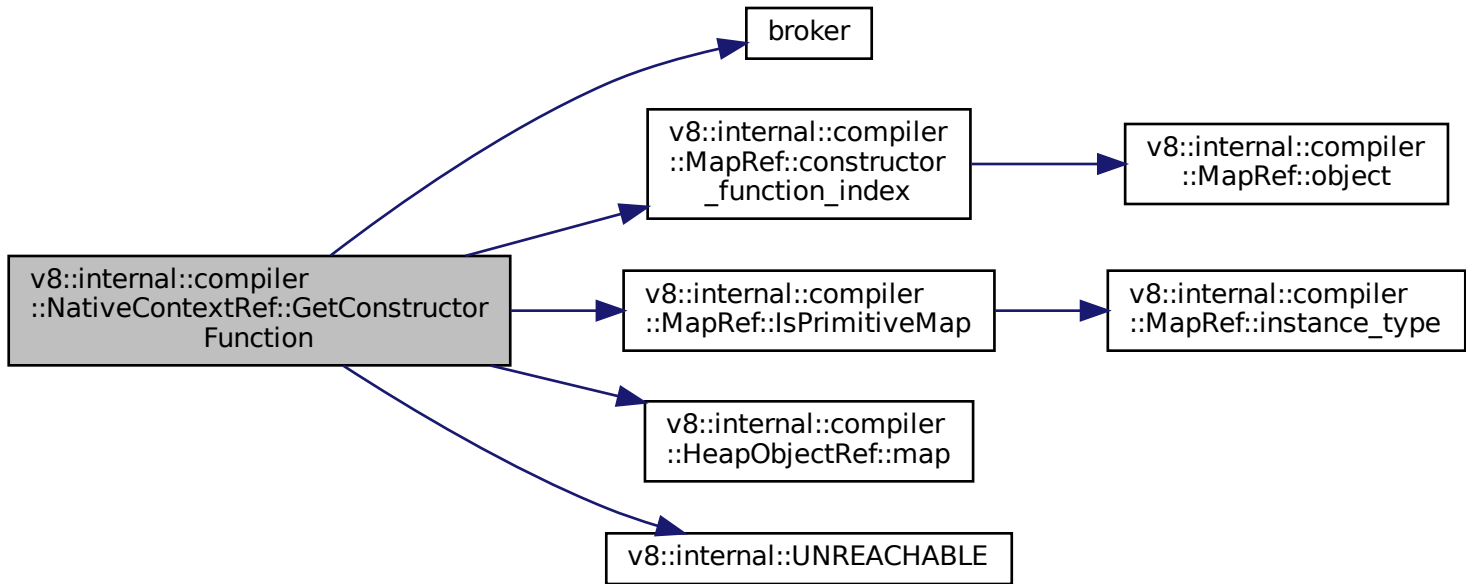 broker
v8::internal::compiler
::MapRef::constructor
_function_index
v8::internal::compiler
::MapRef::object
v8::internal::compiler
::NativeContextRef::GetConstructor
Function
v8::internal::compiler
::MapRef::IsPrimitiveMap
v8::internal::compiler
::MapRef::instance_type
v8::internal::compiler
::HeapObjectRef::map
v8::internal::UNREACHABLE